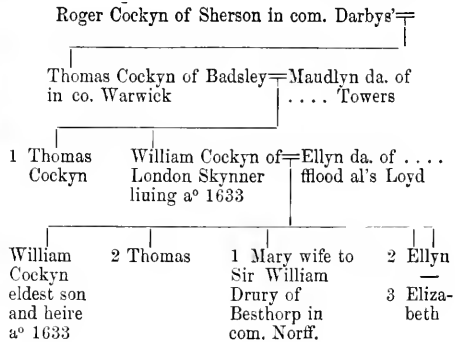 Roger Cockyn of Sherson in com. Darbys'=
Thomas Cockyn of Badsley=Maudlyn da. of
in co. Warwick .... Towers
1 Thomas William Cockyn of=Ellyn da. of ....
Cockyn London Skynner fflood al's Loyd
liuing aº 1633
William 2 Thomas 1 Mary wife to 2 Ellyn
Cockyn Sir William —
eldest son Drury of 3 Eliza-
and heire Besthorp in beth
aº 1633 com. Norff.